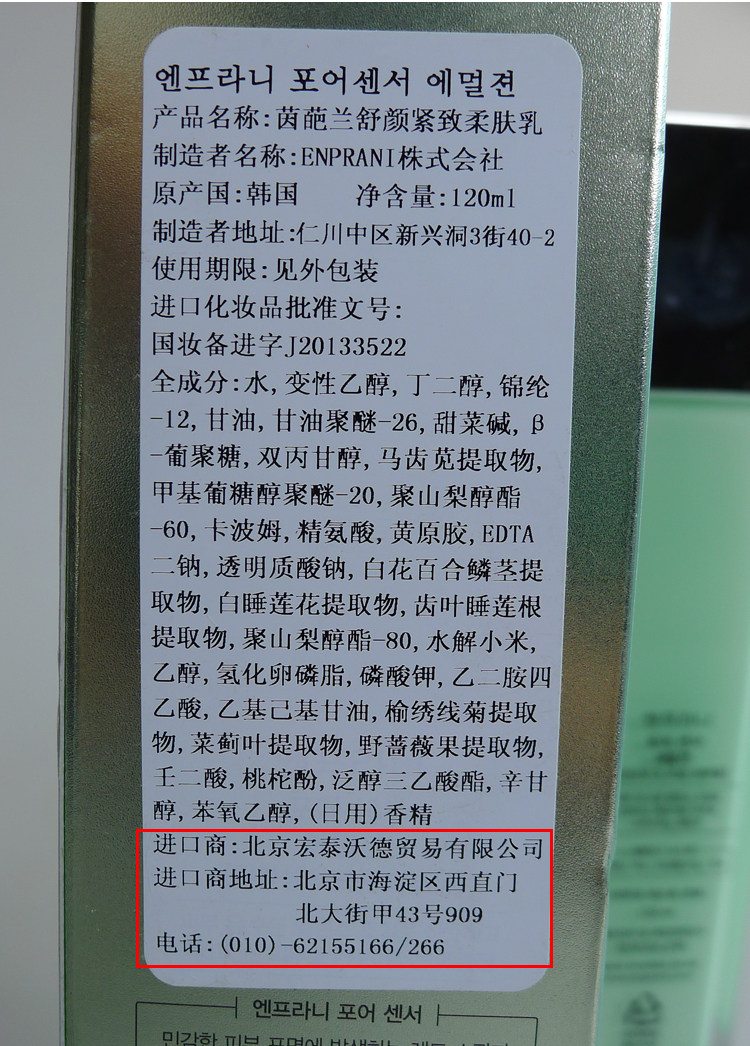 엔프라니 포어센서 에멀젼
产品名称:茵葩兰舒颜紧致柔肤乳
制造者名称:ENPRANI株式会社
原产国:韩国 净含量:120ml
制造者地址:仁川中区新兴洞3街40-2
使用期限:见外包装
进口化妆品批准文号:
国妆备进字J20133522
全成分:水,变性乙醇,丁二醇,锦纶
-12,甘油,甘油聚醚-26,甜菜碱,β
-葡聚糖,双丙甘醇,马齿苋提取物,
甲基葡糖醇聚醚-20,聚山梨醇酯
-60,卡波姆,精氨酸,黄原胶,EDTA
二钠,透明质酸钠,白花百合鳞茎提
取物,白睡莲花提取物,齿叶睡莲根
提取物,聚山梨醇酯-80,水解小米,
乙醇,氢化卵磷脂,磷酸钾,乙二胺四
乙酸,乙基己基甘油,榆绣线菊提取
物,菜蓟叶提取物,野蔷薇果提取物,
壬二酸,桃柁酚,泛醇三乙酸酯,辛甘
醇,苯氧乙醇,(日用)香精
进口商:北京宏泰沃德贸易有限公司
进口商地址:北京市海淀区西直门
北大街甲43号909
电话:(010)-62155166/266
엔프라니 포어 센서
민감한 피부 표면에 발생하는